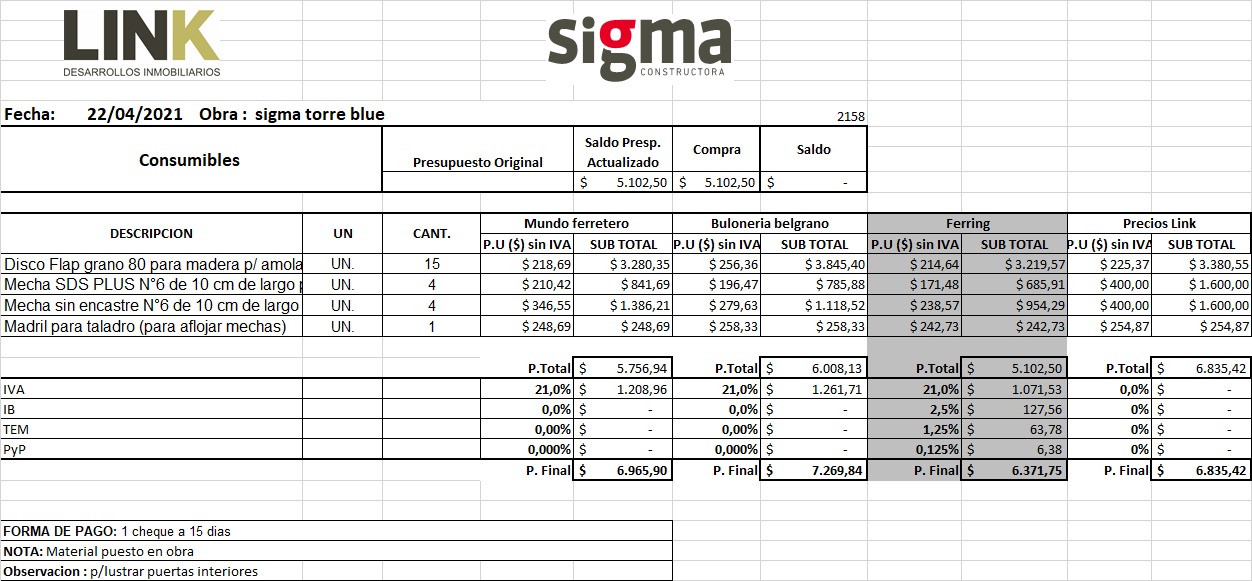 LINK
DESARROLLOS INMOBILIARIOS
sigma
CONSTRUCTORA
Fecha: 22/04/2021 Obra : sigma torre blue 2158
Consumibles Presupuesto Original Saldo Presp. Actualizado Compra Saldo
$ 5.102,50 $ 5.102,50 $ -
Mundo ferretero Buloneria belgrano Ferring Precios Link
DESCRIPCION UN CANT. P.U ($) sin IVA SUB TOTAL P.U ($) sin IVA SUB TOTAL P.U ($) sin IVA SUB TOTAL P.U ($) sin IVA SUB TOTAL
Disco Flap grano 80 para madera p/ amola UN. 15 $ 218,69 $ 3.280,35 $ 256,36 $ 3.845,40 $ 214,64 $ 3.219,57 $ 225,37 $ 3.380,55
Mecha SDS PLUS N°6 de 10 cm de largo p UN. 4 $ 210,42 $ 841,69 $ 196,47 $ 785,88 $ 171,48 $ 685,91 $ 400,00 $ 1.600,00
Mecha sin encastre N°6 de 10 cm de largo UN. 4 $ 346,55 $ 1.386,21 $ 279,63 $ 1.118,52 $ 238,57 $ 954,29 $ 400,00 $ 1.600,00
Madril para taladro (para aflojar mechas) UN. 1 $ 248,69 $ 248,69 $ 258,33 $ 258,33 $ 242,73 $ 242,73 $ 254,87 $ 254,87
P.Total $ 5.756,94 P.Total $ 6.008,13 P.Total $ 5.102,50 P.Total $ 6.835,42
IVA 21,0% $ 1.208,96 21,0% $ 1.261,71 21,0% $ 1.071,53 0,0% $ -
IB 0,0% $ - 0,0% $ - 2,5% $ 127,56 0% $ -
TEM 0,00% $ - 0,00% $ - 1,25% $ 63,78 0% $ -
PyP 0,000% $ - 0,000% $ - 0,125% $ 6,38 0% $ -
P. Final $ 6.965,90 P. Final $ 7.269,84 P. Final $ 6.371,75 P. Final $ 6.835,42
FORMA DE PAGO: 1 cheque a 15 dias
NOTA: Material puesto en obra
Observacion : p/lustrar puertas interiores